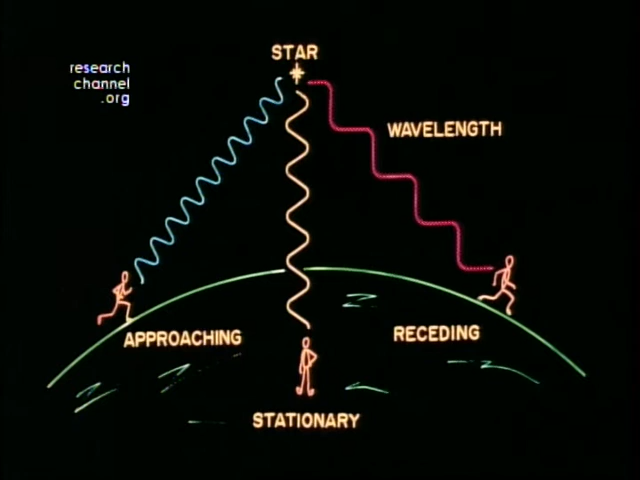 STAR
research
channel
.org
WAVELENGTH
APPROACHING
RECEDING
STATIONARY